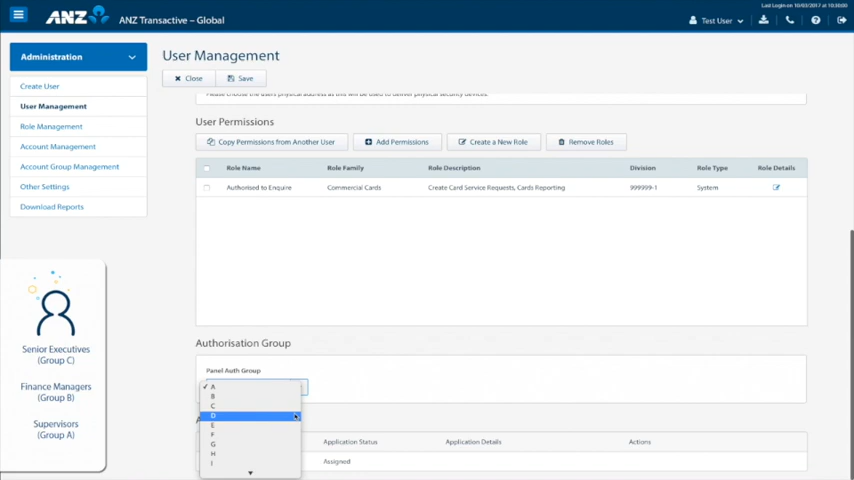 Last Login on 10/03/2017 at 10:30:00
ANZ ANZ Transactive – Global
Test User
Administration
Create User
User Management
Role Management
Account Management
Account Group Management
Other Settings
Download Reports
User Management
Close
Save
Please choose the users physical address as this will be used to deliver physical security devices.
User Permissions
Copy Permissions from Another User
Add Permissions
Create a New Role
Remove Roles
Role Name Role Family Role Description Division Role Type Role Details
Authorised to Enquire Commercial Cards Create Card Service Requests, Cards Reporting 999999-1 System
Authorisation Group
Panel Auth Group
A
B
C
D
E
F
G
H
I
Application Status Application Details Actions
Assigned
Senior Executives
(Group C)
Finance Managers
(Group B)
Supervisors
(Group A)